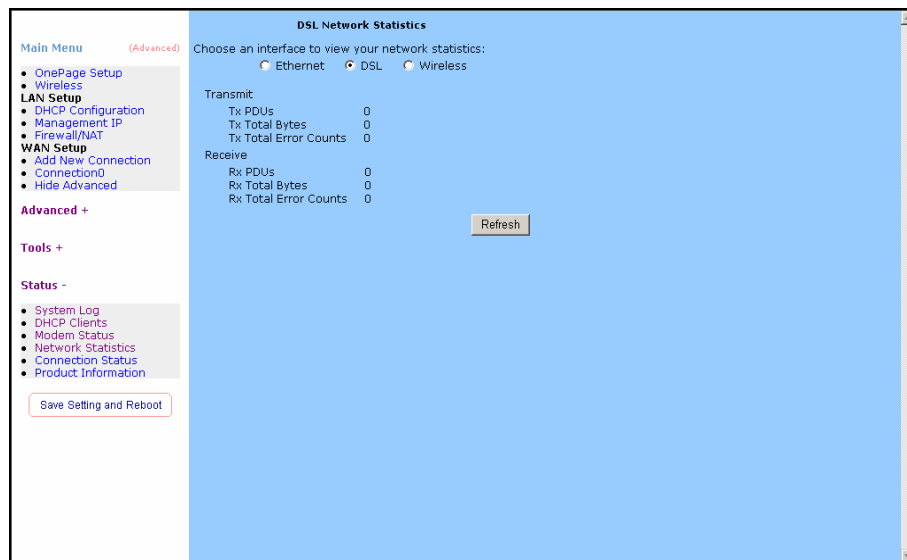 DSL Network Statistics
Main Menu (Advanced)
• OnePage Setup
• Wireless
LAN Setup
• DHCP Configuration
• Management IP
• Firewall/NAT
WAN Setup
• Add New Connection
• Connection0
• Hide Advanced
Advanced +
Tools +
Status -
• System Log
• DHCP Clients
• Modem Status
• Network Statistics
• Connection Status
• Product Information
Save Setting and Reboot
Choose an interface to view your network statistics:
Ethernet DSL Wireless
Transmit
Tx PDUs 0
Tx Total Bytes 0
Tx Total Error Counts 0
Receive
Rx PDUs 0
Rx Total Bytes 0
Rx Total Error Counts 0
Refresh